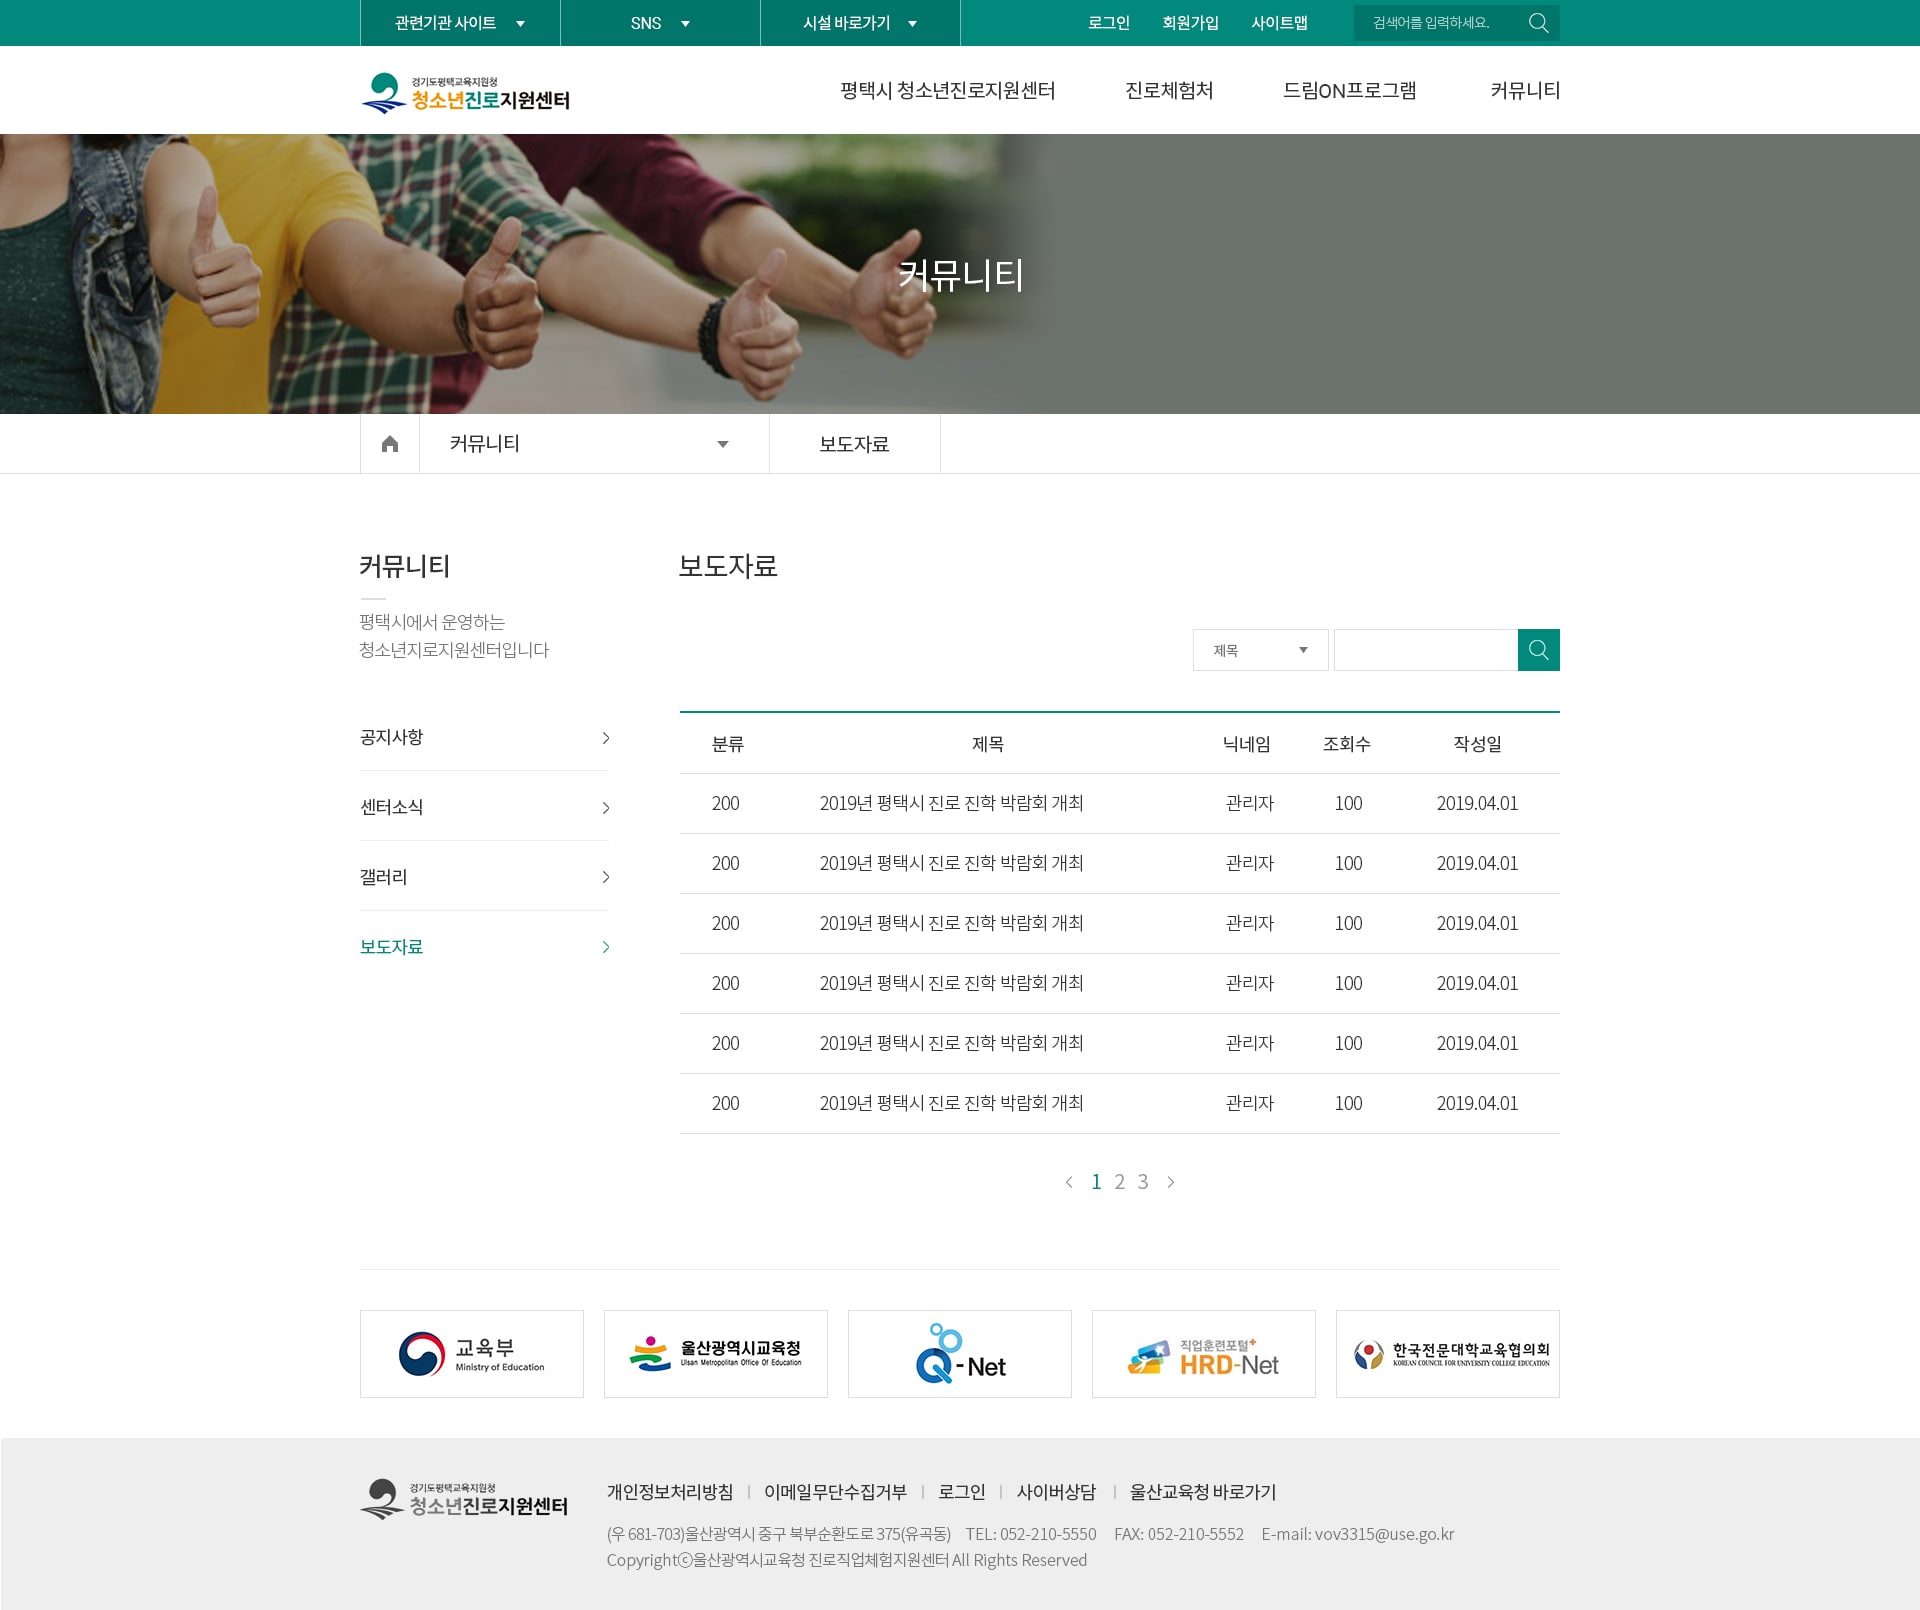 관련기관 사이트
SNS
시설 바로가기
로그인 회원가입 사이트맵
검색어를 입력하세요.
경기도평택교육지원청
청소년진로지원센터
평택시 청소년진로지원센터 진로체험처 드림ON프로그램 커뮤니티
커뮤니티
커뮤니티 보도자료
커뮤니티
평택시에서 운영하는
청소년지로지원센터입니다
공지사항
센터소식
갤러리
보도자료
보도자료
제목
분류 제목 닉네임 조회수 작성일
200 2019년 평택시 진로 진학 박람회 개최 관리자 100 2019.04.01
200 2019년 평택시 진로 진학 박람회 개최 관리자 100 2019.04.01
200 2019년 평택시 진로 진학 박람회 개최 관리자 100 2019.04.01
200 2019년 평택시 진로 진학 박람회 개최 관리자 100 2019.04.01
200 2019년 평택시 진로 진학 박람회 개최 관리자 100 2019.04.01
200 2019년 평택시 진로 진학 박람회 개최 관리자 100 2019.04.01
1 2 3
교육부
Ministry of Education
울산광역시교육청
Ulsan Metropolitan Office Of Education
Q-Net
직업훈련포털+
HRD-Net
한국전문대학교육협의회
KOREAN COUNCIL FOR UNIVERSITY COLLEGE EDUCATION
경기도평택교육지원청
청소년진로지원센터
개인정보처리방침 | 이메일무단수집거부 | 로그인 | 사이버상담 | 울산교육청 바로가기
(우 681-703)울산광역시 중구 북부순환도로 375(유곡동) TEL: 052-210-5550 FAX: 052-210-5552 E-mail: vov3315@use.go.kr
Copyrightⓒ울산광역시교육청 진로직업체험지원센터 All Rights Reserved